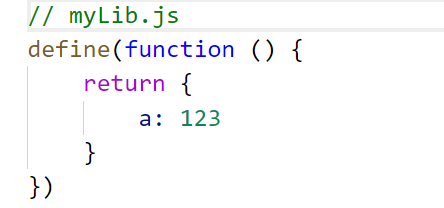 // myLib.js
define(function () {
    return {
        a: 123
    }
})